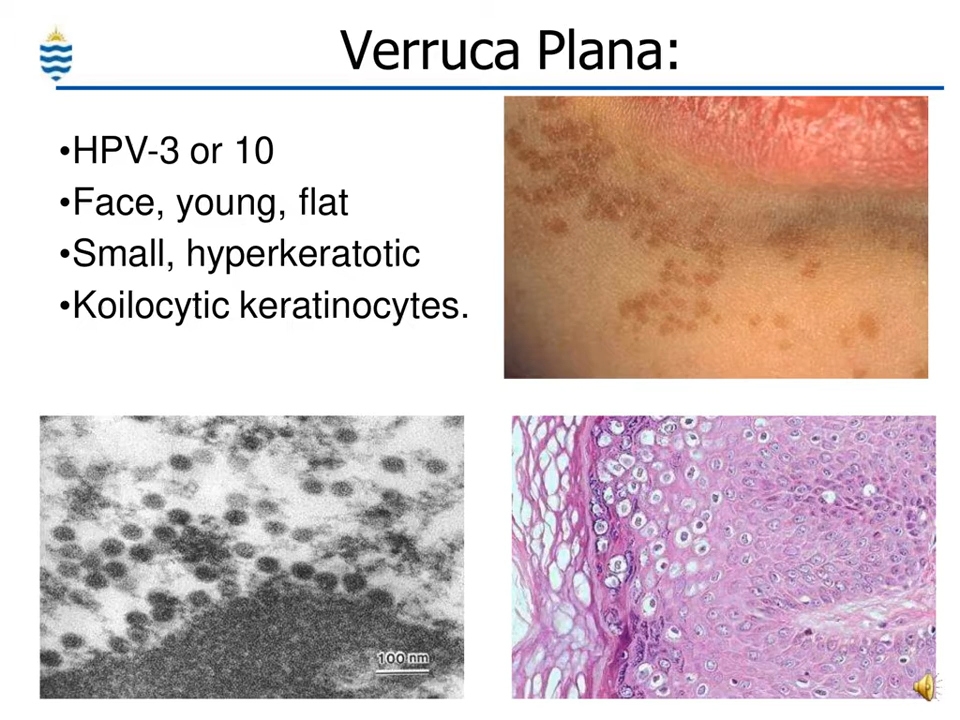 Verruca Plana:
•HPV-3 or 10
•Face, young, flat
•Small, hyperkeratotic
•Koilocytic keratinocytes.
100 nm